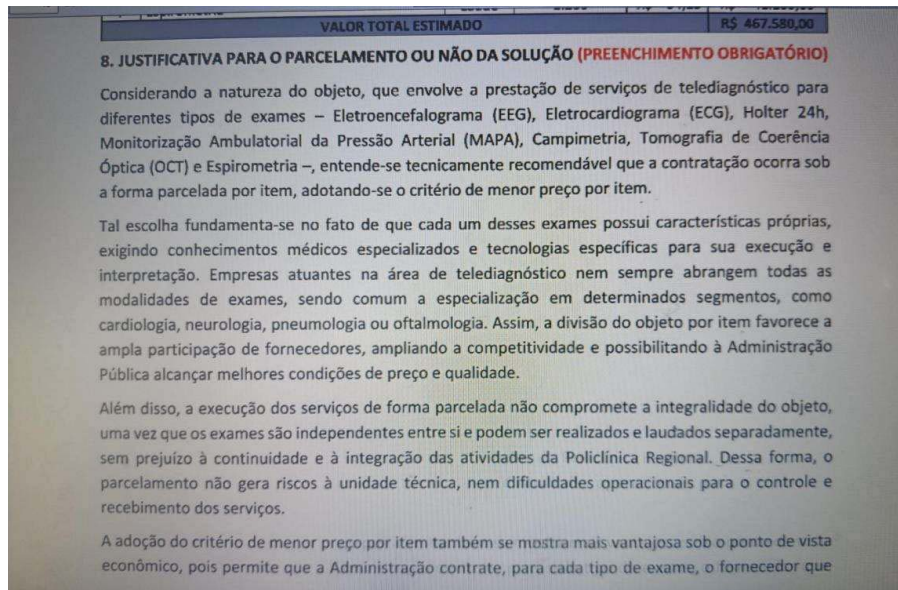 VALOR TOTAL ESTIMADO R$ 467.580,00
8. JUSTIFICATIVA PARA O PARCELAMENTO OU NÃO DA SOLUÇÃO (PREENCHIMENTO OBRIGATÓRIO)
Considerando a natureza do objeto, que envolve a prestação de serviços de telediagnóstico para
diferentes tipos de exames – Eletroencefalograma (EEG), Eletrocardiograma (ECG), Holter 24h,
Monitorização Ambulatorial da Pressão Arterial (MAPA), Campimetria, Tomografia de Coerência
Óptica (OCT) e Espirometria –, entende-se tecnicamente recomendável que a contratação ocorra sob
a forma parcelada por item, adotando-se o critério de menor preço por item.
Tal escolha fundamenta-se no fato de que cada um desses exames possui características próprias,
exigindo conhecimentos médicos especializados e tecnologias específicas para sua execução e
interpretação. Empresas atuantes na área de telediagnóstico nem sempre abrangem todas as
modalidades de exames, sendo comum a especialização em determinados segmentos, como
cardiologia, neurologia, pneumologia ou oftalmologia. Assim, a divisão do objeto por item favorece a
ampla participação de fornecedores, ampliando a competitividade e possibilitando à Administração
Pública alcançar melhores condições de preço e qualidade.
Além disso, a execução dos serviços de forma parcelada não compromete a integralidade do objeto,
uma vez que os exames são independentes entre si e podem ser realizados e laudados separadamente,
sem prejuízo à continuidade e à integração das atividades da Policlínica Regional. Dessa forma, o
parcelamento não gera riscos à unidade técnica, nem dificuldades operacionais para o controle e
recebimento dos serviços.
A adoção do critério de menor preço por item também se mostra mais vantajosa sob o ponto de vista
econômico, pois permite que a Administração contrate, para cada tipo de exame, o fornecedor que